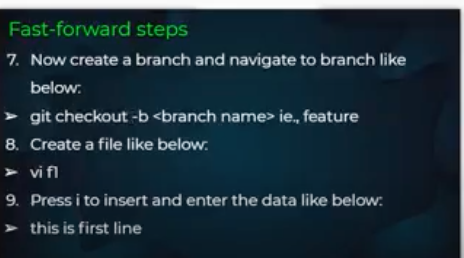 Fast-forward steps
7. Now create a branch and navigate to branch like
below:
➤ git checkout -b <branch name> ie., feature
8. Create a file like below:
➤ vi f1
9. Press i to insert and enter the data like below:
➤ this is first line